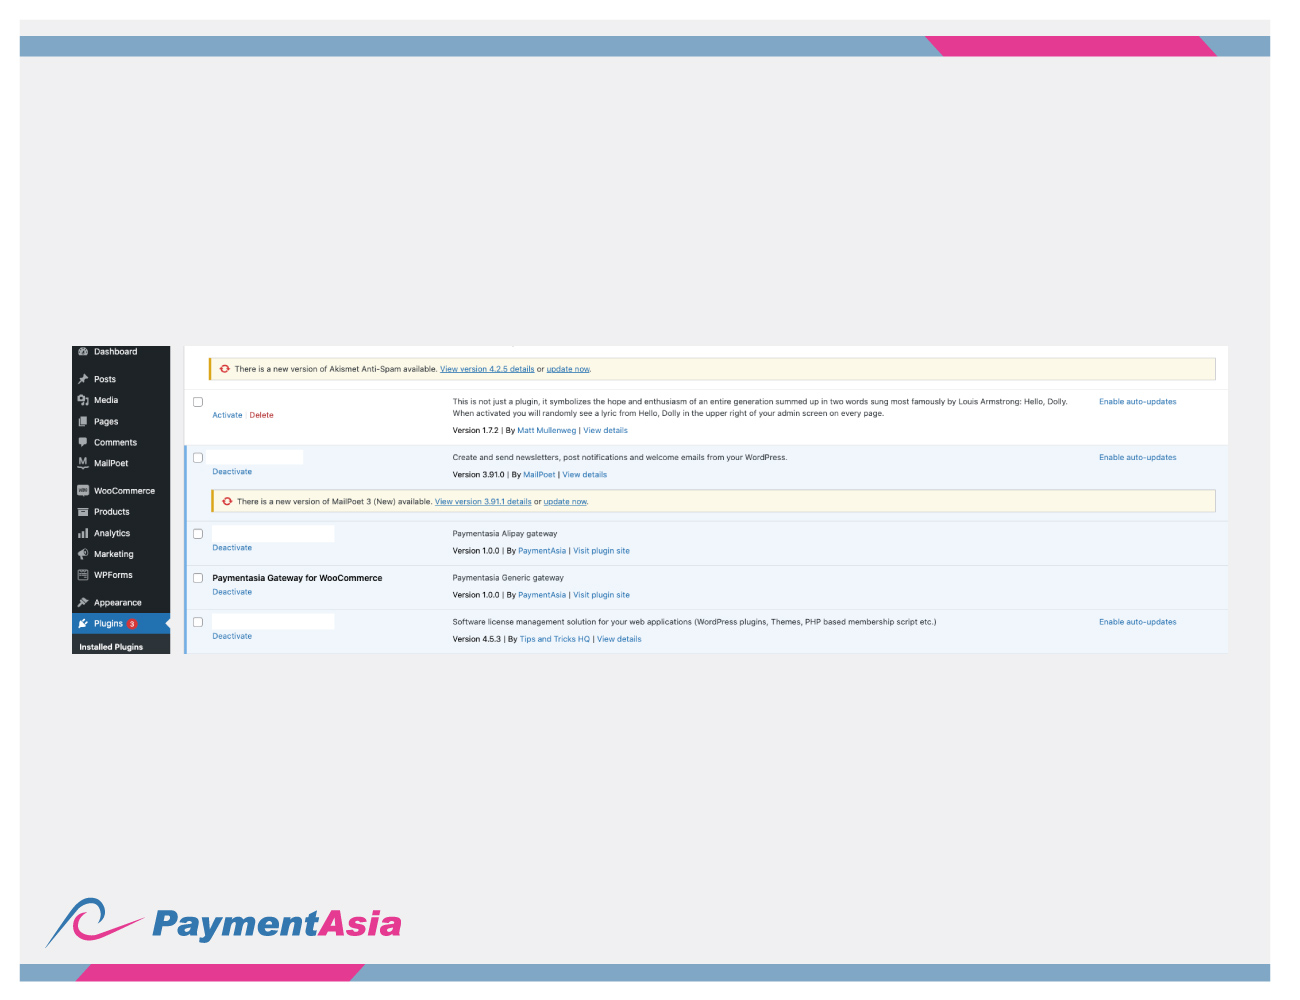 Dashboard
Posts
Media
Pages
Comments
MailPoet
WooCommerce
Products
Analytics
Marketing
WPForms
Appearance
Plugins 3
Installed Plugins
There is a new version of Akismet Anti-Spam available. View version 4.2.5 details or update now.
Activate | Delete
This is not just a plugin, it symbolizes the hope and enthusiasm of an entire generation summed up in two words sung most famously by Louis Armstrong: Hello, Dolly.
When activated you will randomly see a lyric from Hello, Dolly in the upper right of your admin screen on every page.
Version 1.7.2 | By Matt Mullenweg | View details
Enable auto-updates
Deactivate
Create and send newsletters, post notifications and welcome emails from your WordPress.
Version 3.91.0 | By MailPoet | View details
Enable auto-updates
There is a new version of MailPoet 3 (New) available. View version 3.91.1 details or update now.
Deactivate
Paymentasia Alipay gateway
Version 1.0.0 | By PaymentAsia | Visit plugin site
Paymentasia Gateway for WooCommerce
Deactivate
Paymentasia Generic gateway
Version 1.0.0 | By PaymentAsia | Visit plugin site
Deactivate
Software license management solution for your web applications (WordPress plugins, Themes, PHP based membership script etc.)
Version 4.5.3 | By Tips and Tricks HQ | View details
Enable auto-updates
PaymentAsia